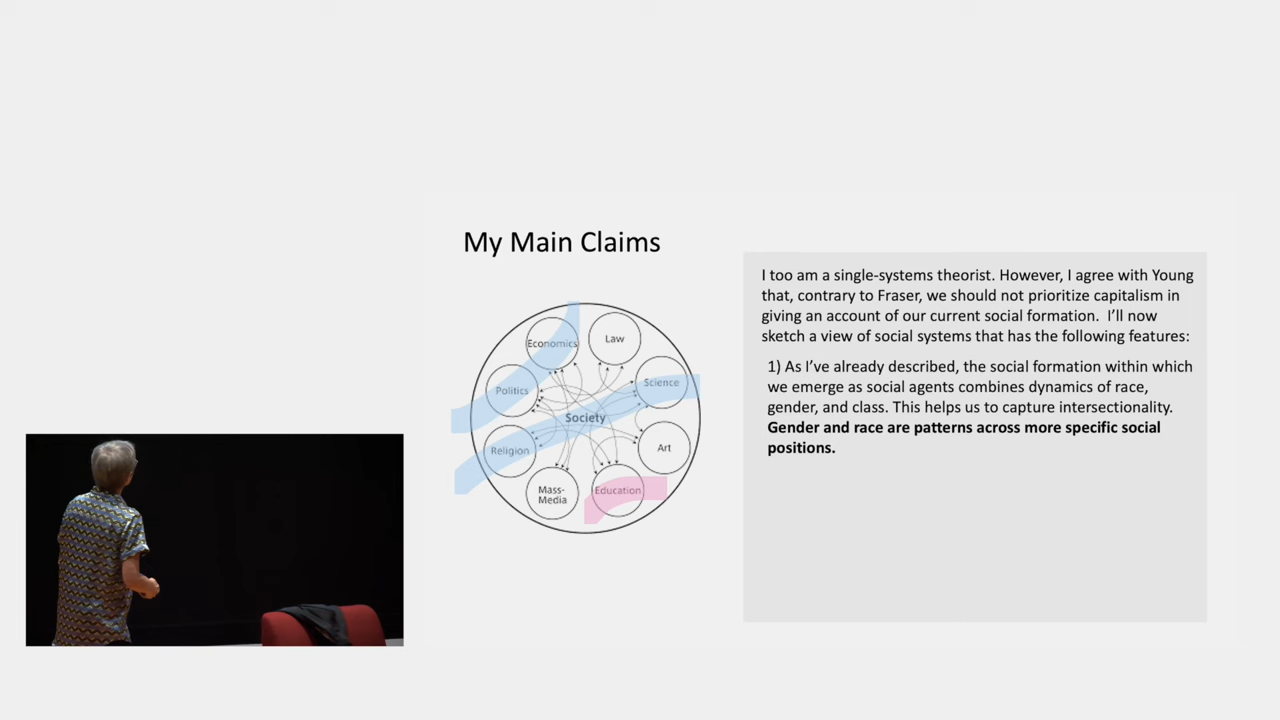 My Main Claims
Economics
Law
Politics
Science
Society
Religion
Art
Mass-
Media
Education
I too am a single-systems theorist. However, I agree with Young
that, contrary to Fraser, we should not prioritize capitalism in
giving an account of our current social formation. I’ll now
sketch a view of social systems that has the following features:
1) As I’ve already described, the social formation within which
we emerge as social agents combines dynamics of race,
gender, and class. This helps us to capture intersectionality.
Gender and race are patterns across more specific social
positions.